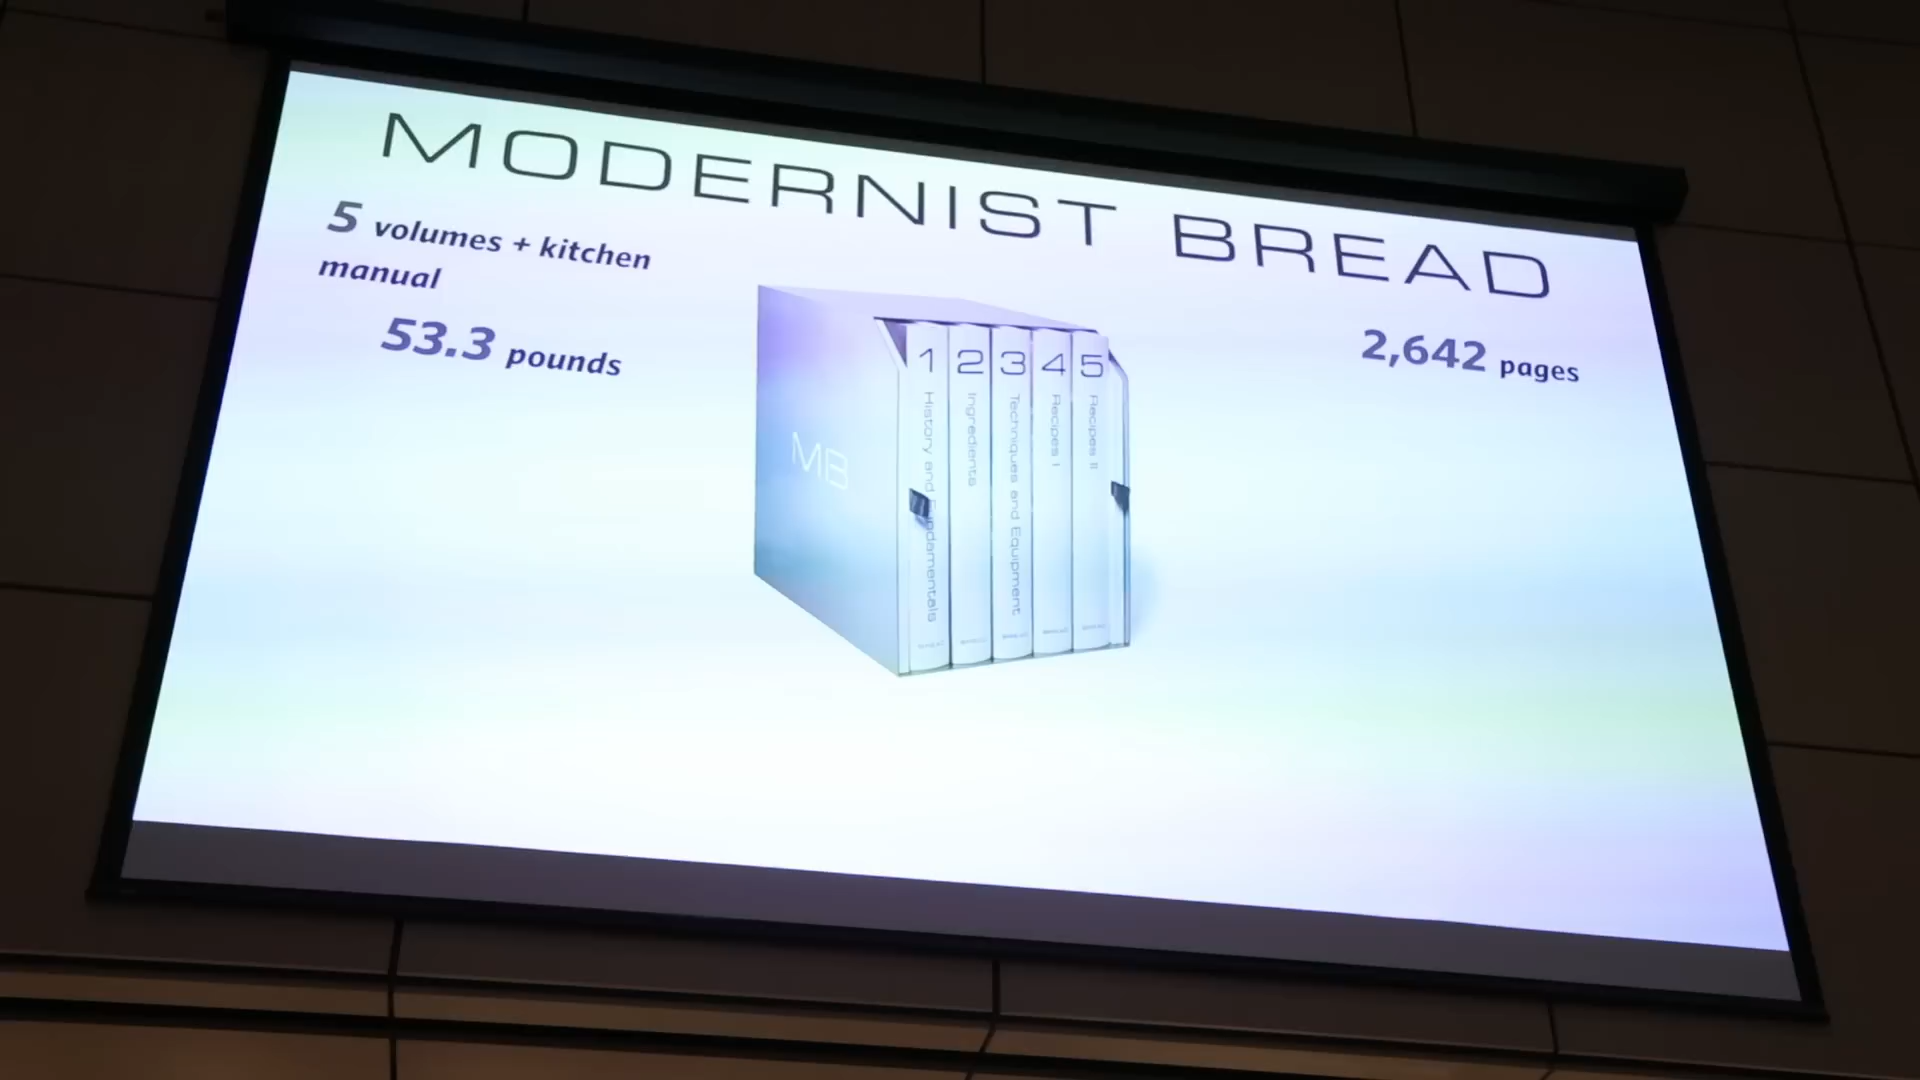 MODERNIST BREAD
5 volumes + kitchen
manual
53.3 pounds
2,642 pages
MB
1 History and Fundamentals
2 Ingredients
3 Techniques and Equipment
4 Recipes I
5 Recipes II